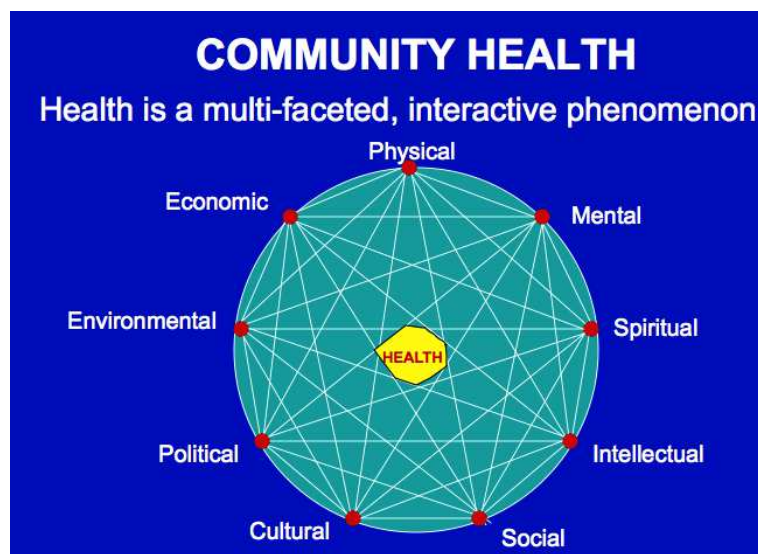 COMMUNITY HEALTH
Health is a multi-faceted, interactive phenomenon
Physical
Economic
Mental
Environmental
Spiritual
HEALTH
Political
Intellectual
Cultural
Social